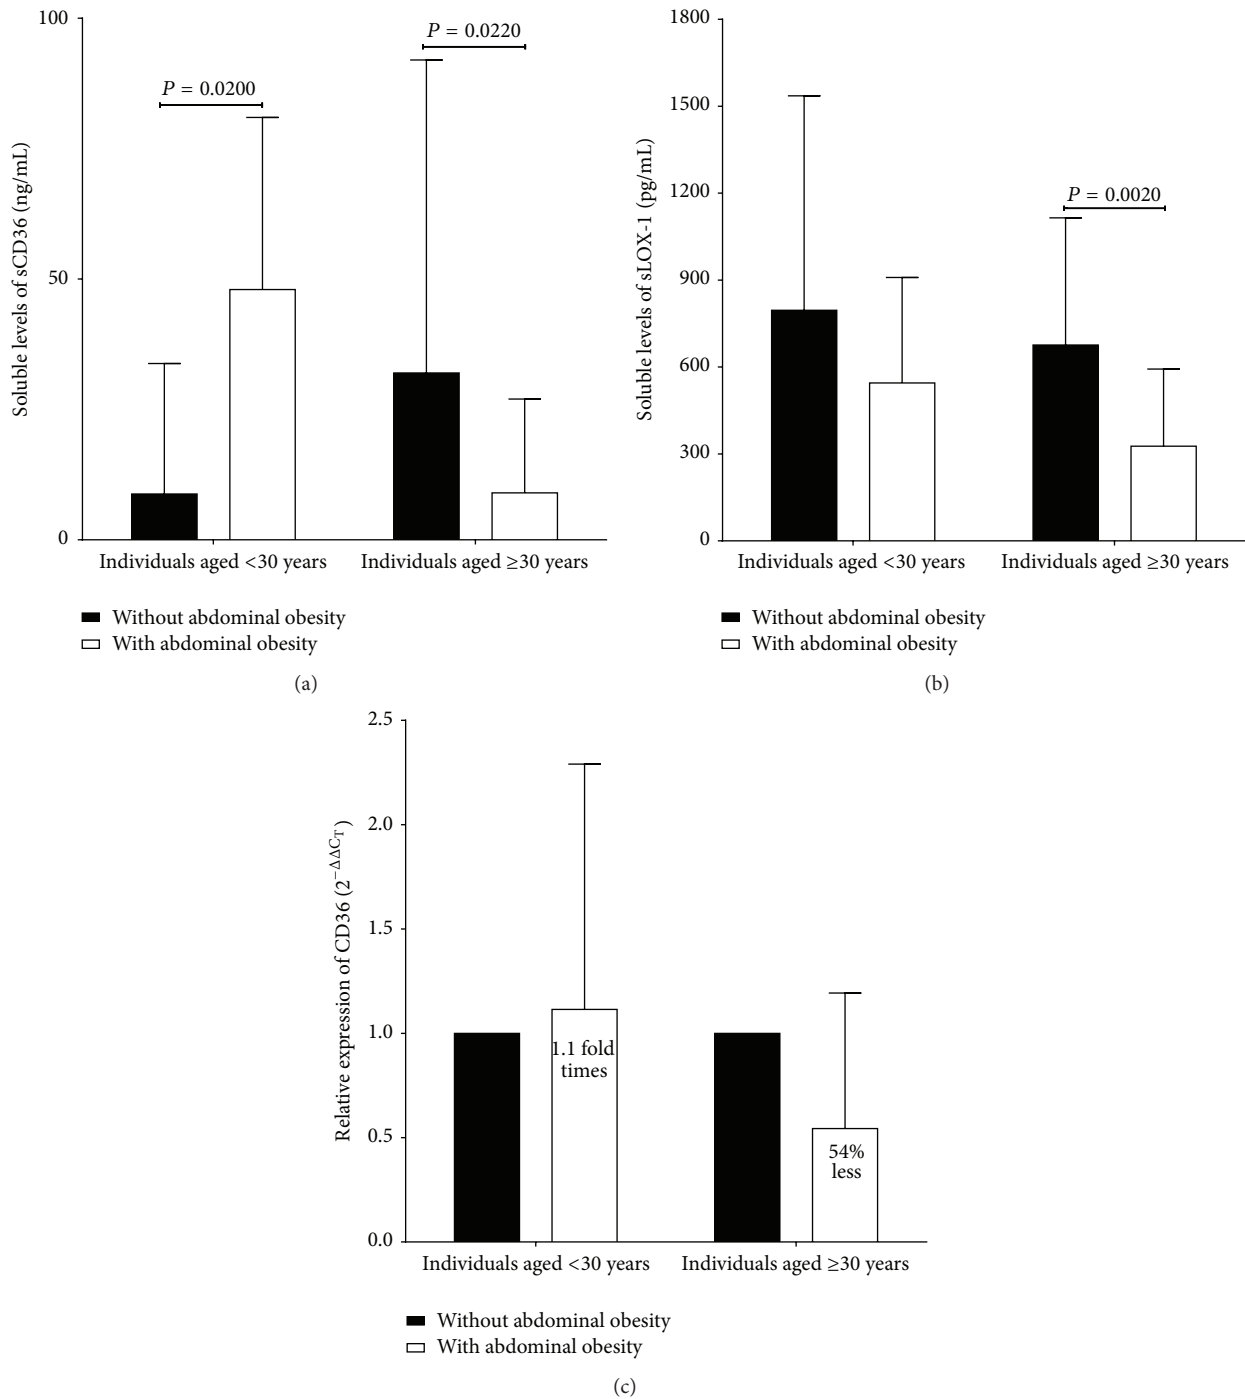 100
50
0
Soluble levels of sCD36 (ng/mL)
P = 0.0200
P = 0.0220
Individuals aged <30 years
Individuals aged ≥30 years
Without abdominal obesity
With abdominal obesity
(a)
1800
1500
1200
900
600
300
0
Soluble levels of sLOX-1 (pg/mL)
P = 0.0020
Individuals aged <30 years
Individuals aged ≥30 years
Without abdominal obesity
With abdominal obesity
(b)
2.5
2.0
1.5
1.0
0.5
0.0
Relative expression of CD36 (2^−ΔΔC_T)
1.1 fold
times
54%
less
Individuals aged <30 years
Individuals aged ≥30 years
Without abdominal obesity
With abdominal obesity
(c)